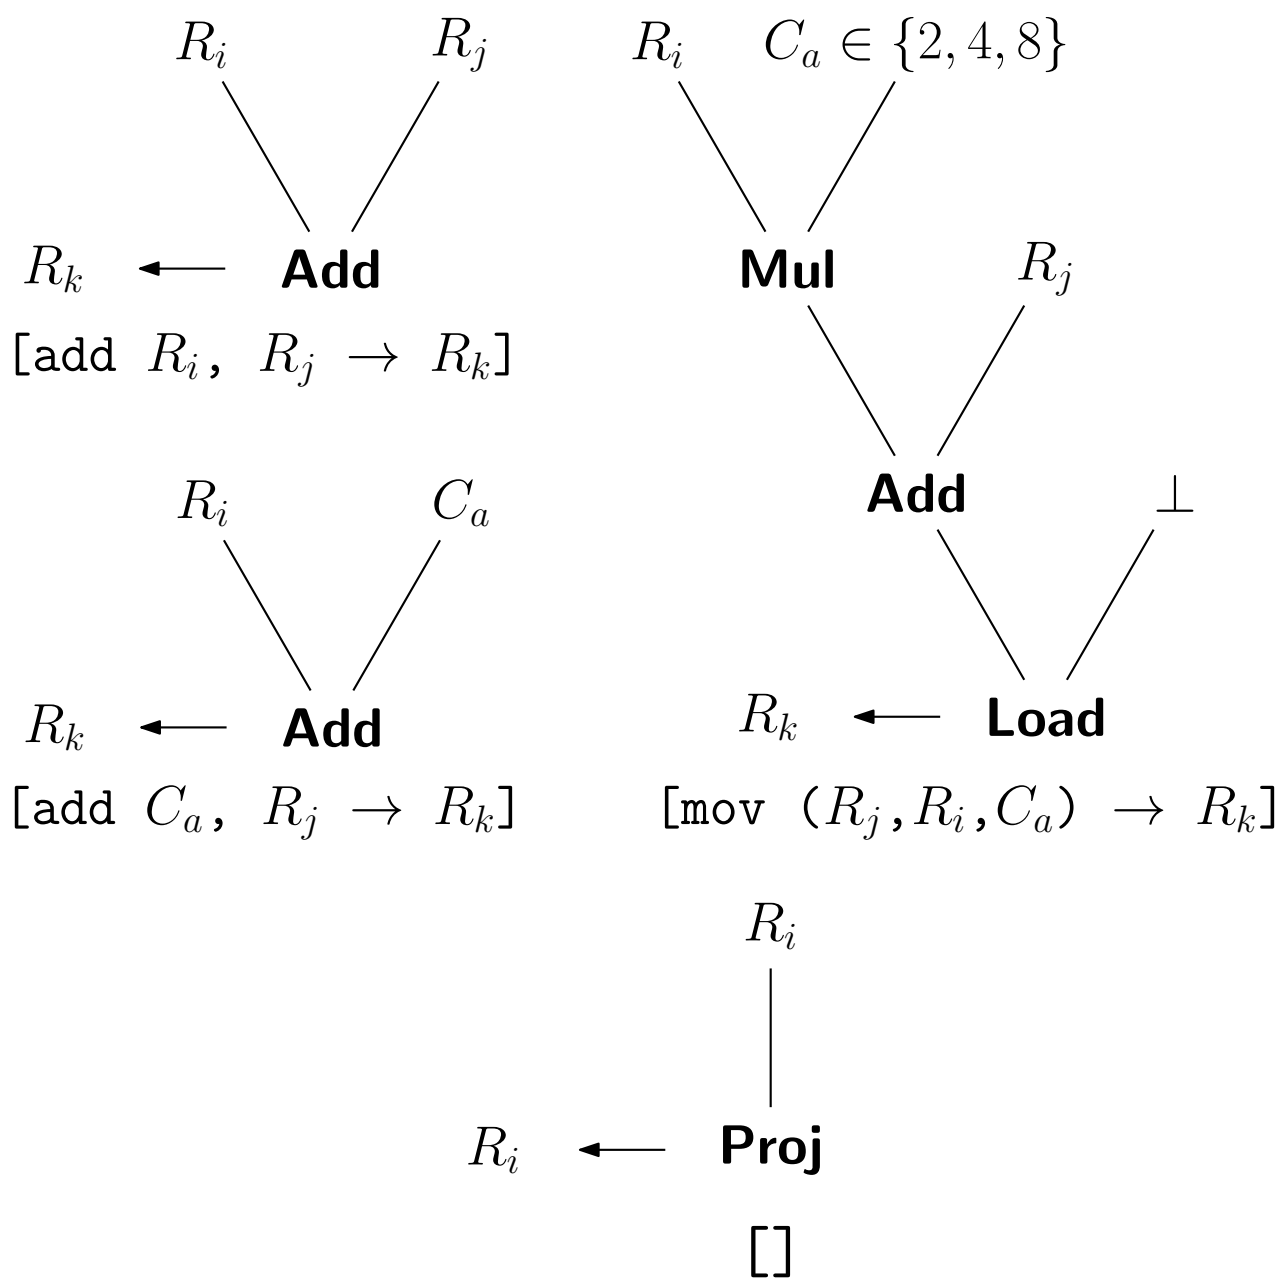 R_i R_j
R_k ← Add
[add R_i, R_j → R_k]
R_i C_a
R_k ← Add
[add C_a, R_j → R_k]
R_i C_a ∈ {2, 4, 8}
Mul R_j
Add ⊥
R_k ← Load
[mov (R_j,R_i,C_a) → R_k]
R_i
R_i ← Proj
[]